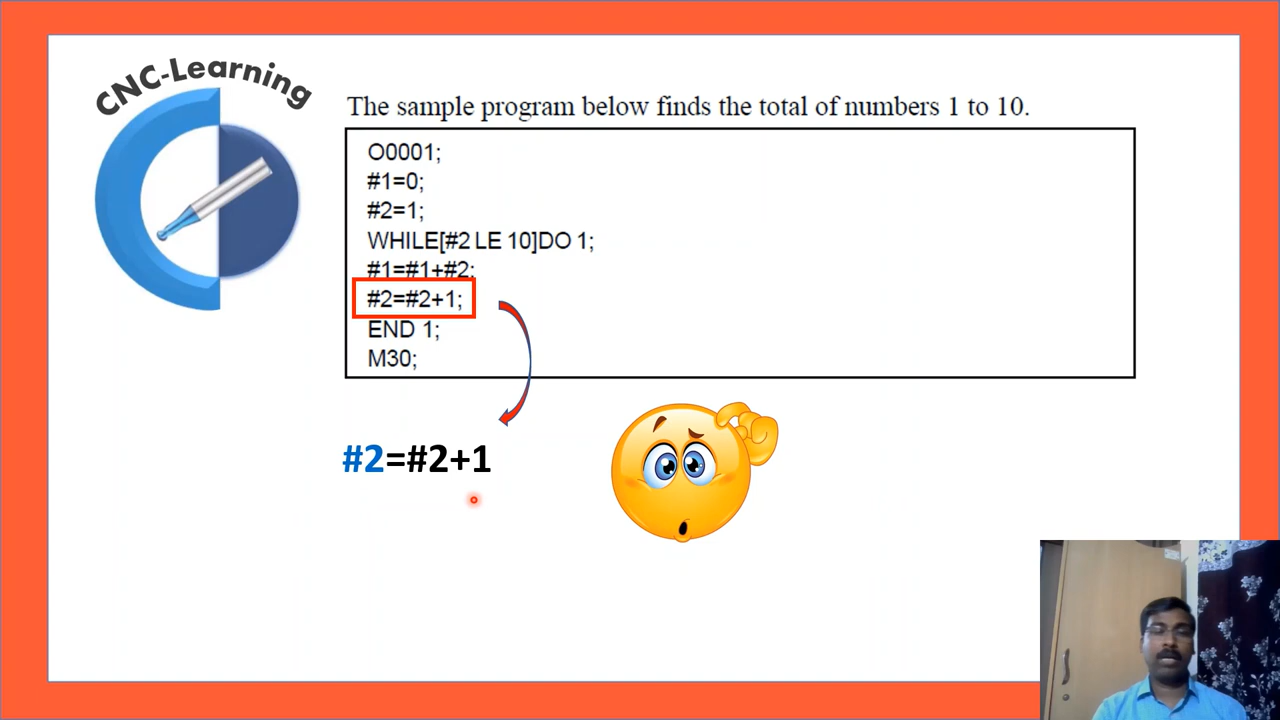 CNC-Learning
The sample program below finds the total of numbers 1 to 10.
O0001;
#1=0;
#2=1;
WHILE[#2 LE 10]DO 1;
#1=#1+#2;
#2=#2+1;
END 1;
M30;
#2=#2+1